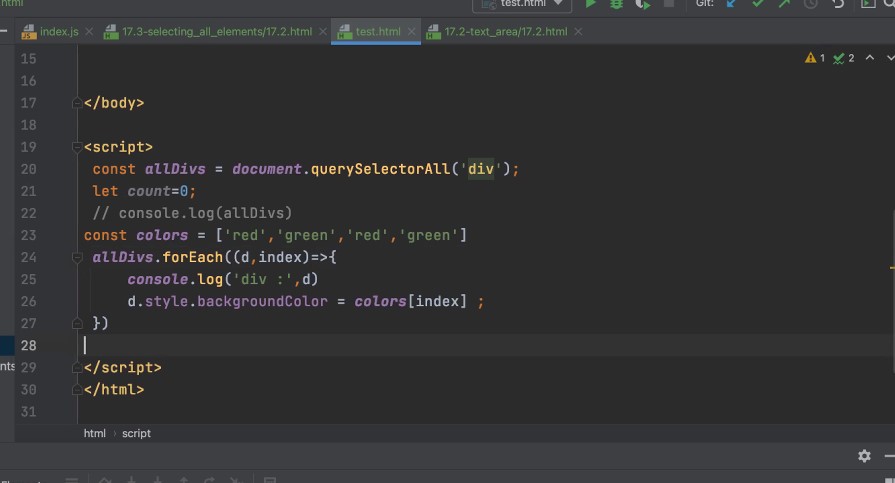 html
test.html
Git:
index.js
17.3-selecting_all_elements/17.2.html
test.html
17.2-text_area/17.2.html
1
2
15
16
17 </body>
18
19 <script>
20 const allDivs = document.querySelectorAll('div');
21 let count=0;
22 // console.log(allDivs)
23 const colors = ['red','green','red','green']
24 allDivs.forEach((d,index)=>{
25 console.log('div :',d)
26 d.style.backgroundColor = colors[index] ;
27 })
28
29 </script>
30 </html>
31
nts
html › script